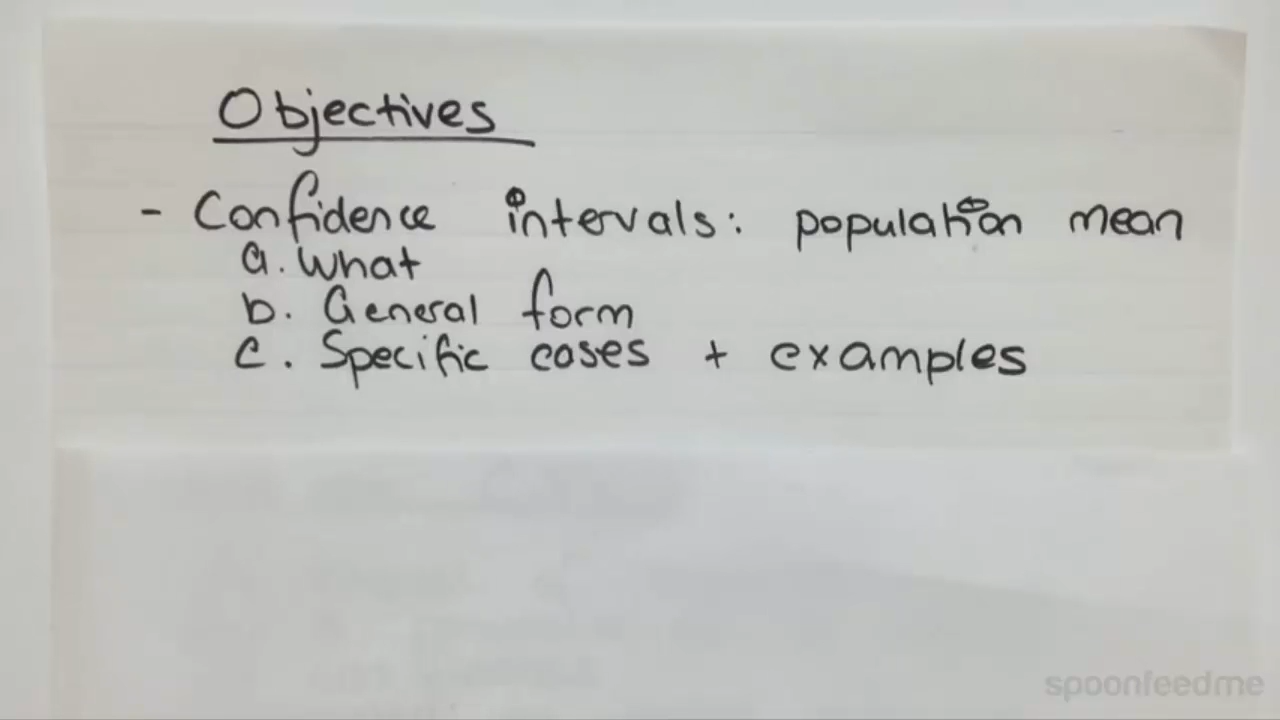 Objectives
- Confidence intervals: population mean
a. What
b. General form
c. Specific cases + examples
spoonfeedme